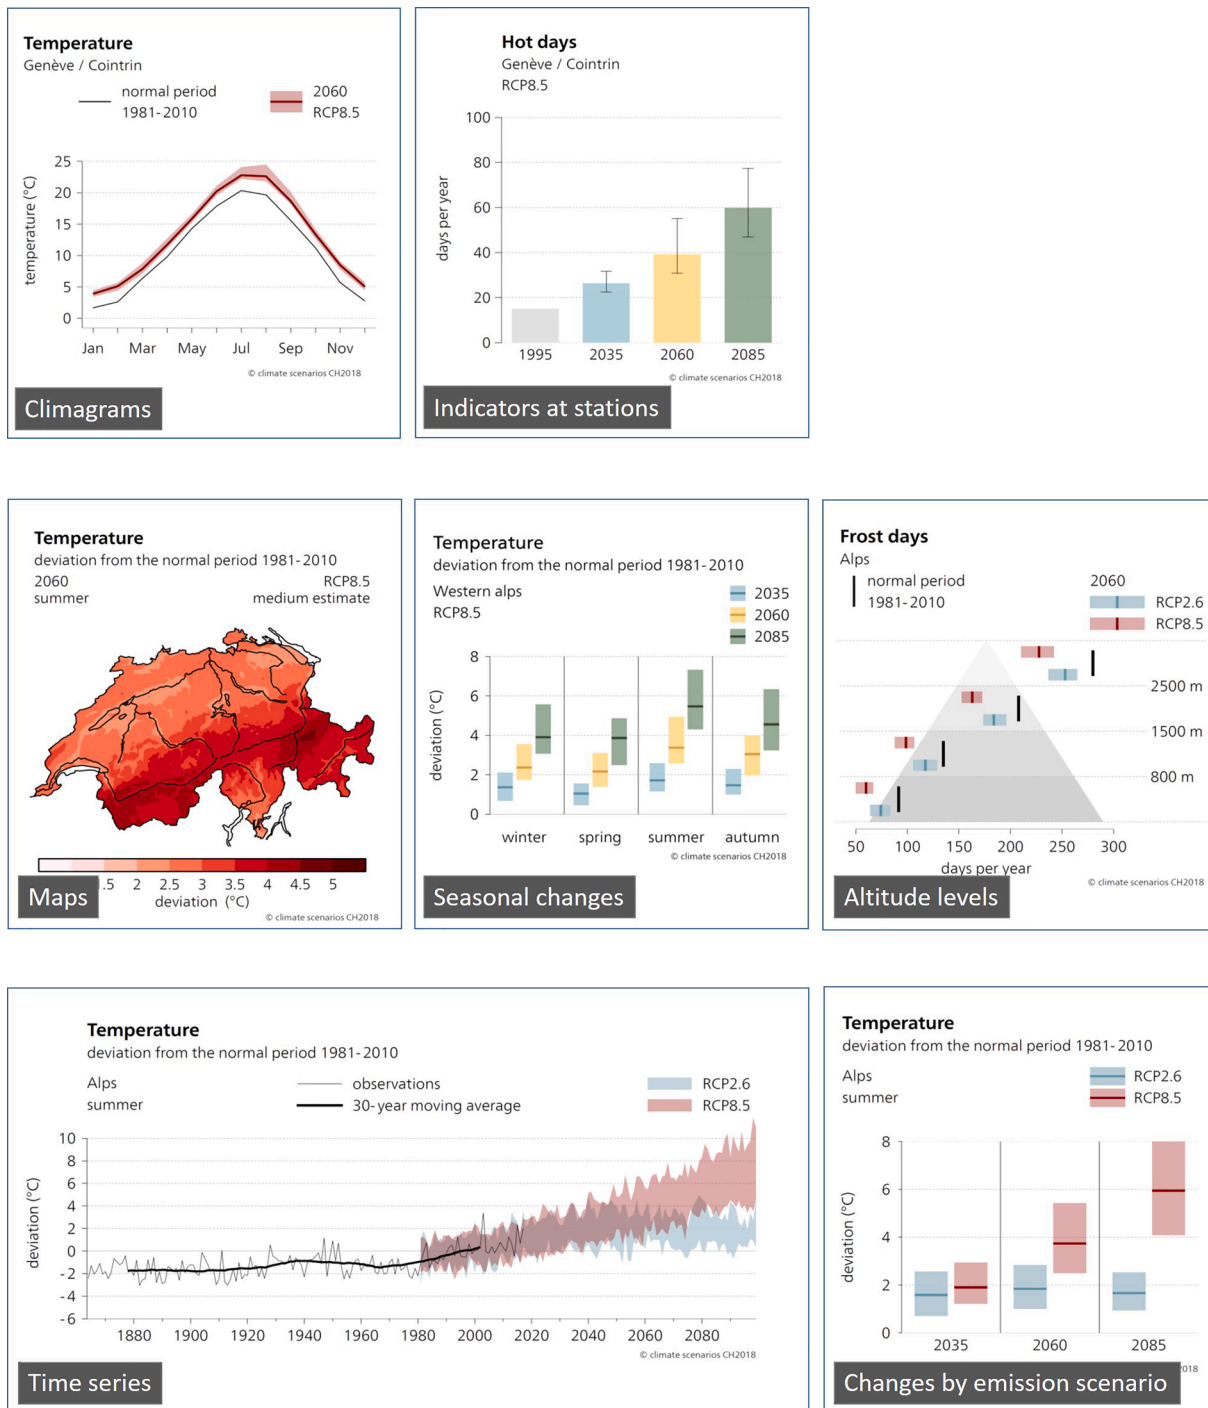 Temperature
Genève / Cointrin
normal period
1981-2010
2060
RCP8.5
temperature (°C)
25
20
15
10
5
0
Jan Mar May Jul Sep Nov
© climate scenarios CH2018
Climagrams
Hot days
Genève / Cointrin
RCP8.5
days per year
100
80
60
40
20
0
1995 2035 2060 2085
© climate scenarios CH2018
Indicators at stations
Temperature
deviation from the normal period 1981-2010
2060 RCP8.5
summer medium estimate
.5 2 2.5 3 3.5 4 4.5 5
deviation (°C)
© climate scenarios CH2018
Maps
Temperature
deviation from the normal period 1981-2010
Western alps
RCP8.5
2035
2060
2085
deviation (°C)
8
6
4
2
0
winter spring summer autumn
© climate scenarios CH2018
Seasonal changes
Frost days
Alps
normal period
1981-2010
2060
RCP2.6
RCP8.5
2500 m
1500 m
800 m
50 100 150 200 250 300
days per year
© climate scenarios CH2018
Altitude levels
Temperature
deviation from the normal period 1981-2010
Alps
summer
observations
30-year moving average
RCP2.6
RCP8.5
deviation (°C)
10
8
6
4
2
0
-2
-4
-6
1880 1900 1920 1940 1960 1980 2000 2020 2040 2060 2080
© climate scenarios CH2018
Time series
Temperature
deviation from the normal period 1981-2010
Alps
summer
RCP2.6
RCP8.5
deviation (°C)
8
6
4
2
0
2035 2060 2085
018
Changes by emission scenario